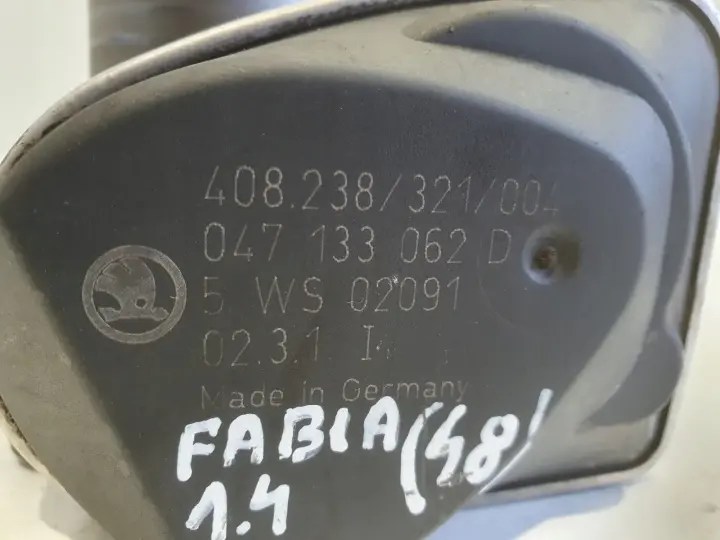 408.238/321/004
047 133 062 D
5 WS 02091
02.3.1 I
Made in Germany
FABIA (48)
1.4